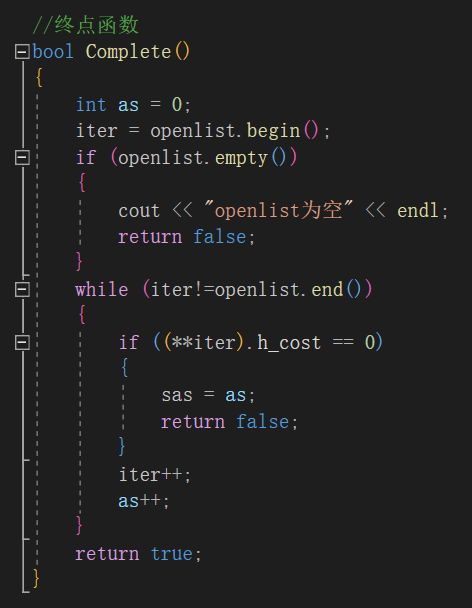 //终点函数
bool Complete()
{
    int as = 0;
    iter = openlist.begin();
    if (openlist.empty())
    {
        cout << "openlist为空" << endl;
        return false;
    }
    while (iter!=openlist.end())
    {
        if ((**iter).h_cost == 0)
        {
            sas = as;
            return false;
        }
        iter++;
        as++;
    }
    return true;
}